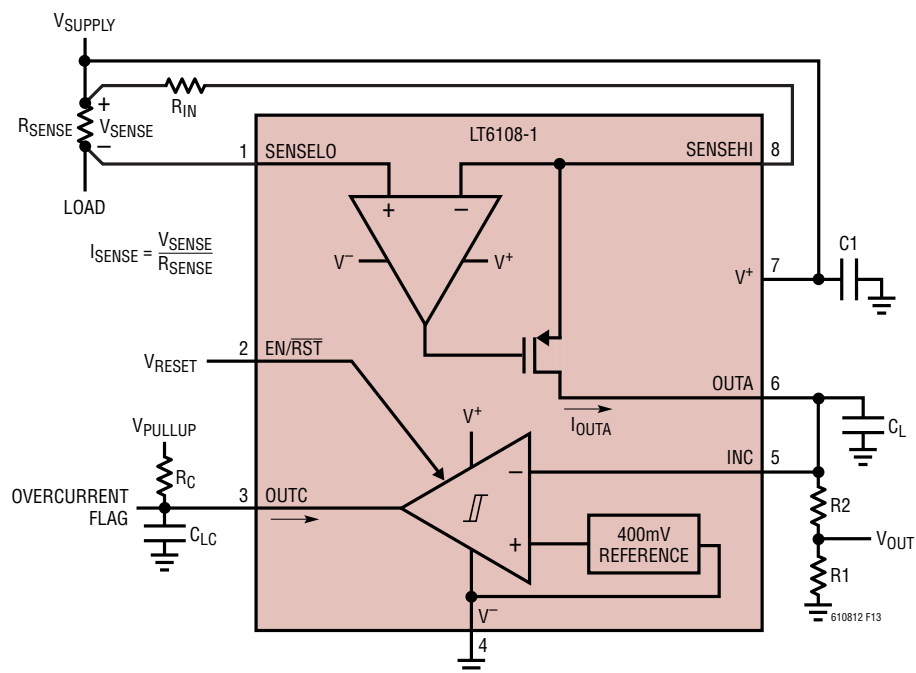 VSUPPLY
+
RIN
RSENSE
VSENSE
−
LOAD
ISENSE = VSENSE
RSENSE
LT6108-1
1
SENSELO
SENSEHI
8
+
−
V−
V+
C1
V+
7
2
EN/RST
VRESET
OUTA
6
IOUTA
CL
VPULLUP
RC
V+
INC
5
−
R2
OVERCURRENT
FLAG
3
OUTC
CLC
+
400mV
REFERENCE
VOUT
R1
V−
4
610812 F13